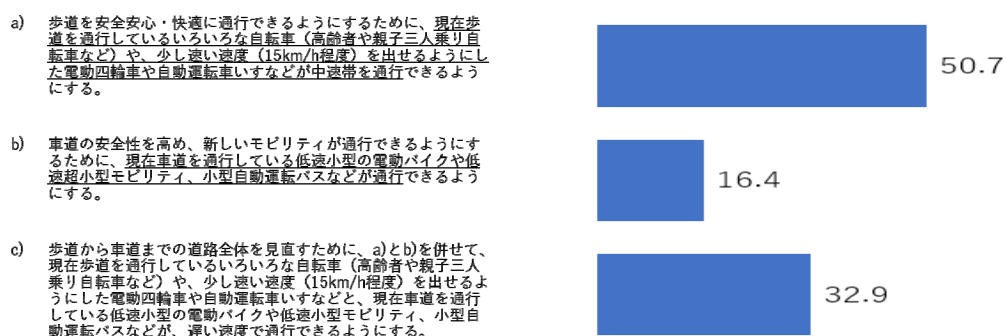 a) 歩道を安全安心・快適に通行できるようにするために、現在歩
道を通行しているいろいろな自転車（高齢者や親子三人乗り
自転車など）や、少し速い速度（15km/h程度）を出せるようにし
た電動四輪車や自動運転車いすなどが中速帯を通行できるよう
にする。
50.7
b) 車道の安全性を高め、新しいモビリティが通行できるようにす
るために、現在車道を通行している低速小型の電動バイクや低
速超小型モビリティ、小型自動運転バスなどが通行できるよう
にする。
16.4
c) 歩道から車道までの道路全体を見直すために、a)とb)を併せて、
現在歩道を通行しているいろいろな自転車（高齢者や親子三人
乗り自転車など）や、少し速い速度（15km/h程度）を出せるよ
うにした電動四輪車や自動運転車いすなどと、現在車道を通行
している低速小型の電動バイクや低速小型モビリティ、小型自
動運転バスなどが、遅い速度で通行できるようにする。
32.9